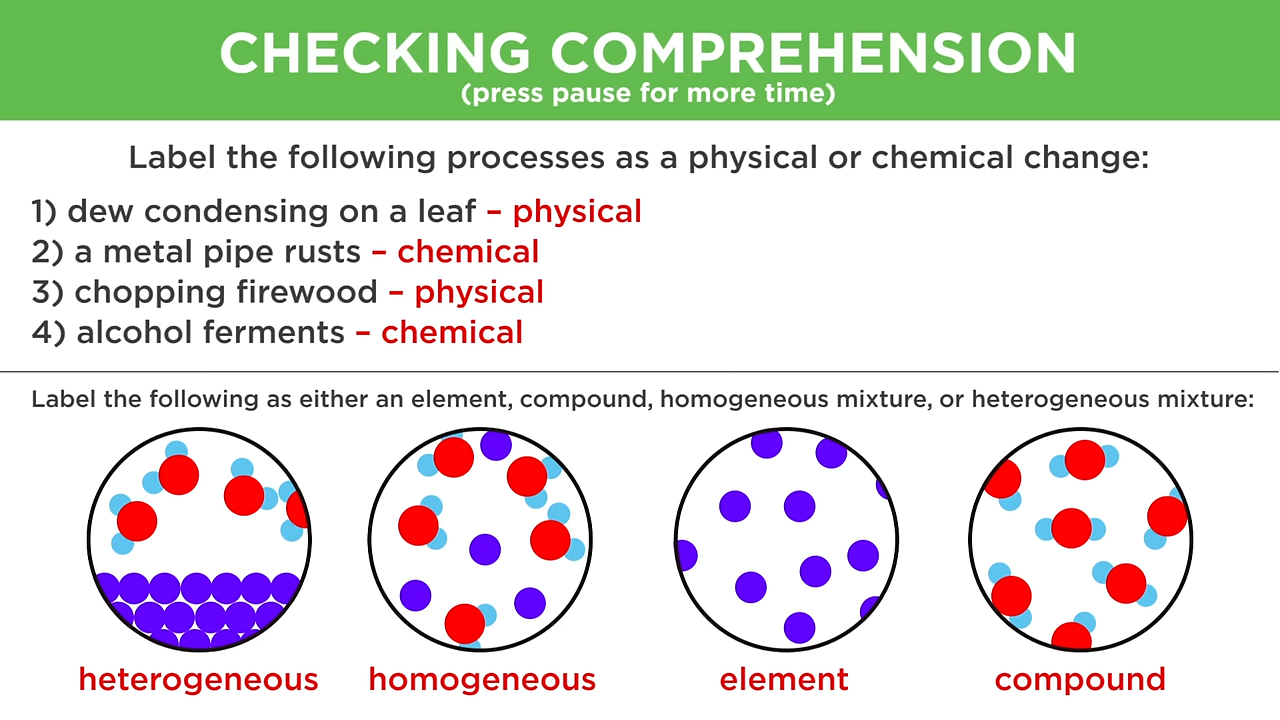 CHECKING COMPREHENSION
(press pause for more time)
Label the following processes as a physical or chemical change:
1) dew condensing on a leaf – physical
2) a metal pipe rusts – chemical
3) chopping firewood – physical
4) alcohol ferments – chemical
Label the following as either an element, compound, homogeneous mixture, or heterogeneous mixture:
heterogeneous homogeneous element compound